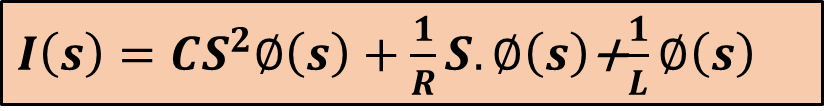 I(s) = CS²∅(s) + 1/R S.∅(s) + 1/L ∅(s)